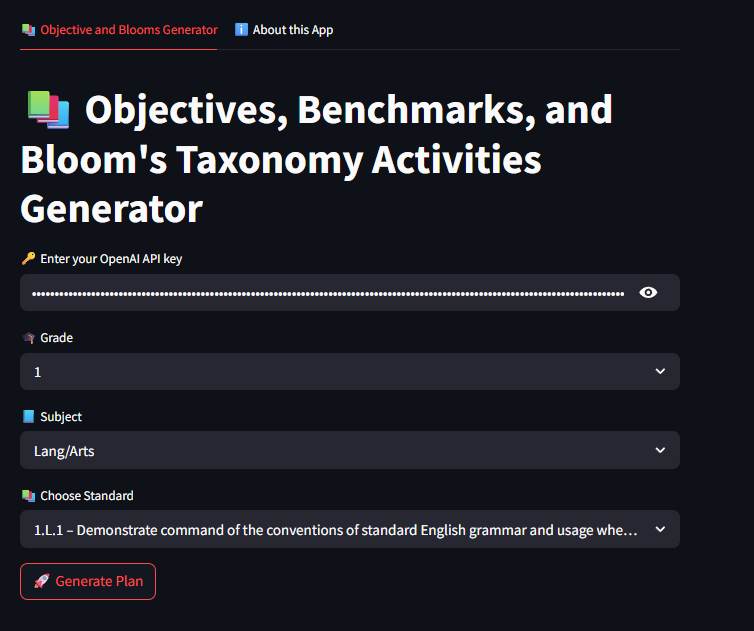 Objective and Blooms Generator
About this App
Objectives, Benchmarks, and
Bloom's Taxonomy Activities
Generator
Enter your OpenAI API key
Grade
1
Subject
Lang/Arts
Choose Standard
1.L.1 – Demonstrate command of the conventions of standard English grammar and usage whe...
Generate Plan